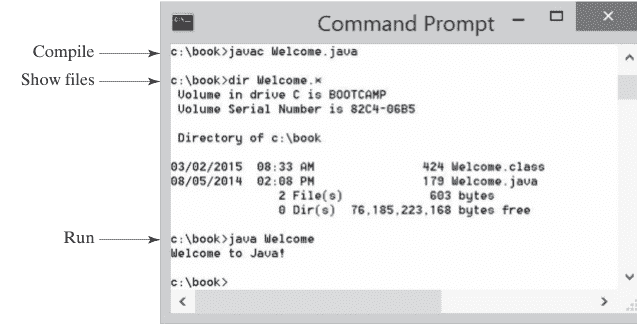 Command Prompt
Compile
c:\book>javac Welcome.java
Show files
c:\book>dir Welcome.*
Volume in drive C is BOOTCAMP
Volume Serial Number is 82C4-06B5
Directory of c:\book
03/02/2015 08:33 AM 424 Welcome.class
08/05/2014 02:08 PM 179 Welcome.java
2 File(s) 603 bytes
0 Dir(s) 76,185,223,168 bytes free
Run
c:\book>java Welcome
Welcome to Java!
c:\book>